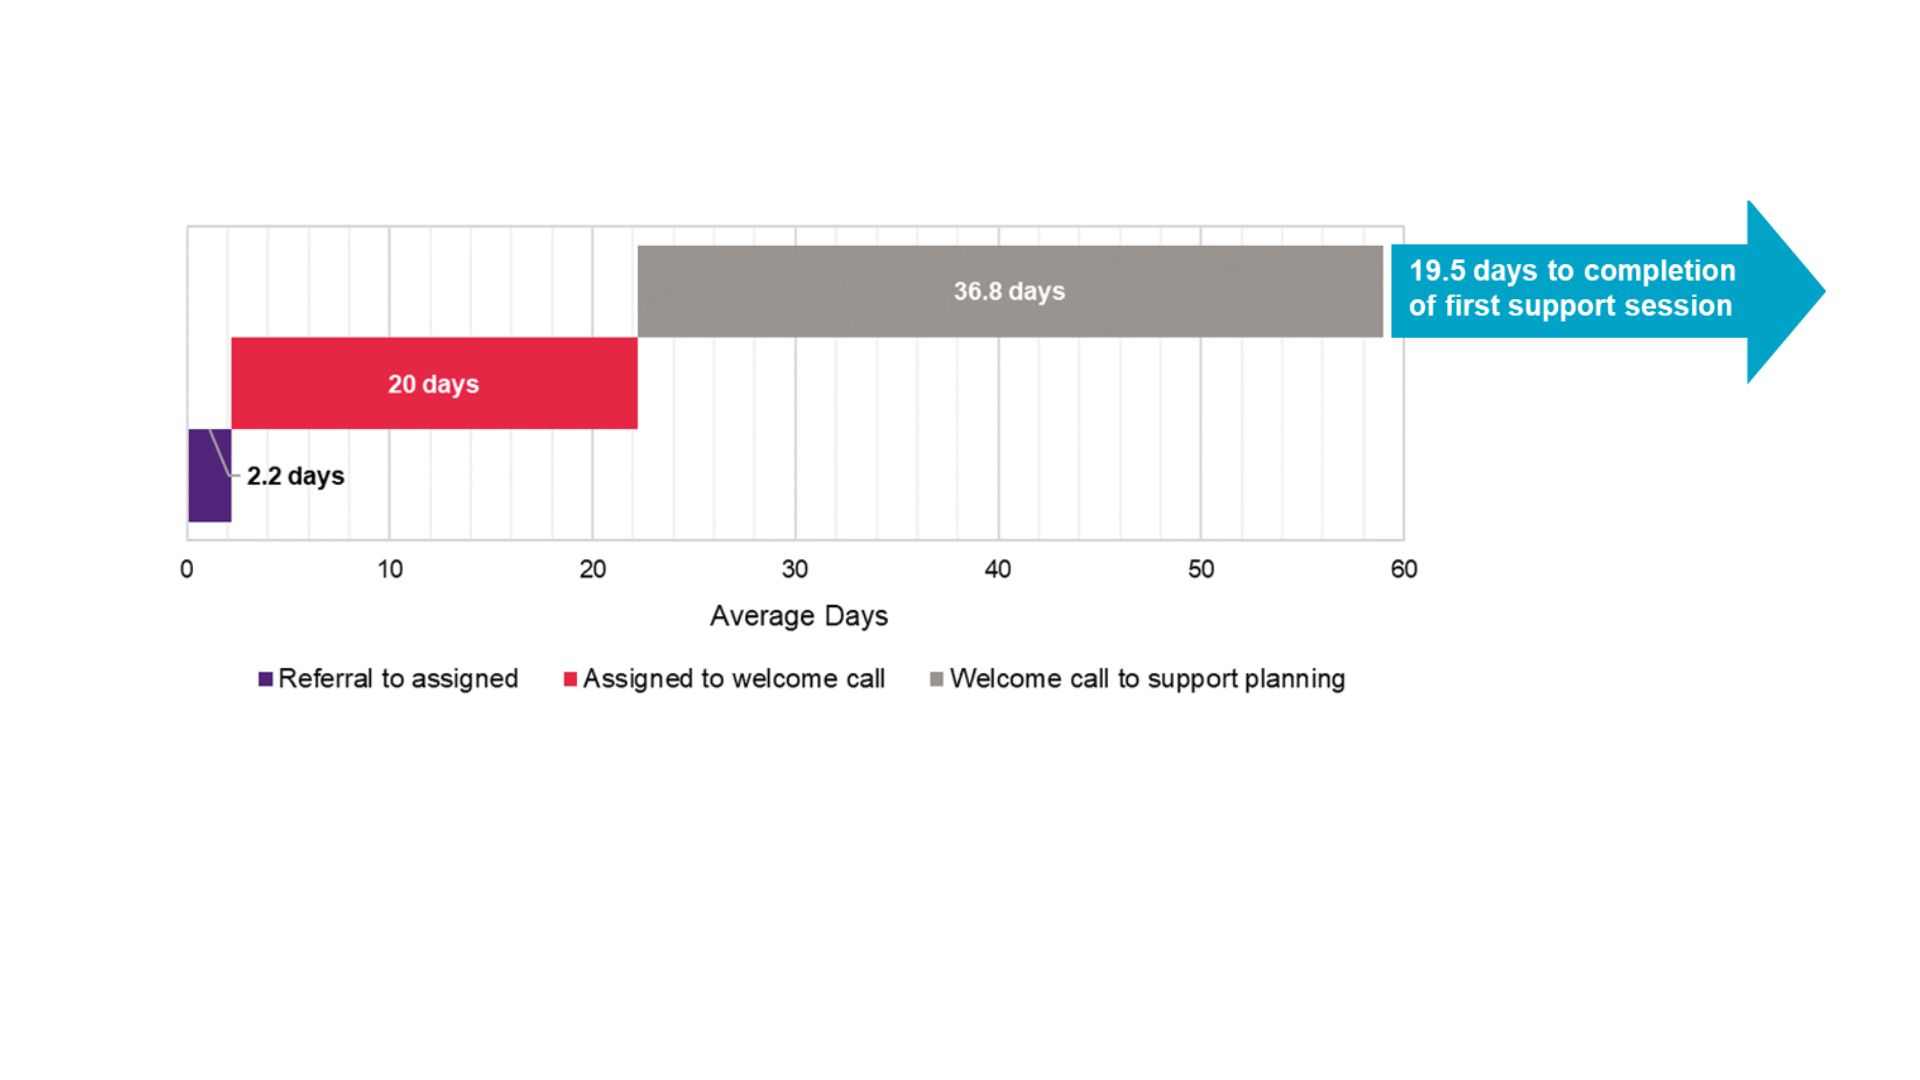 36.8 days
19.5 days to completion
of first support session
20 days
2.2 days
0 10 20 30 40 50 60
Average Days
Referral to assigned Assigned to welcome call Welcome call to support planning